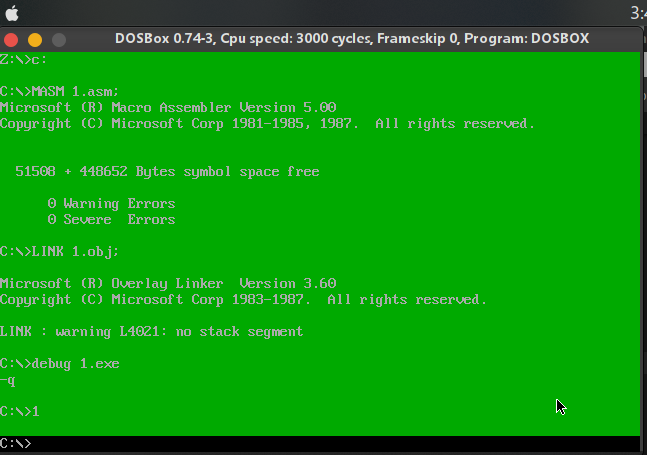 3:
DOSBox 0.74-3, Cpu speed: 3000 cycles, Frameskip 0, Program: DOSBOX
Z:\>c:
C:\>MASM 1.asm;
Microsoft (R) Macro Assembler Version 5.00
Copyright (C) Microsoft Corp 1981-1985, 1987.  All rights reserved.
51508 + 448652 Bytes symbol space free
0 Warning Errors
0 Severe  Errors
C:\>LINK 1.obj;
Microsoft (R) Overlay Linker  Version 3.60
Copyright (C) Microsoft Corp 1983-1987.  All rights reserved.
LINK : warning L4021: no stack segment
C:\>debug 1.exe
-q
C:\>1
C:\>